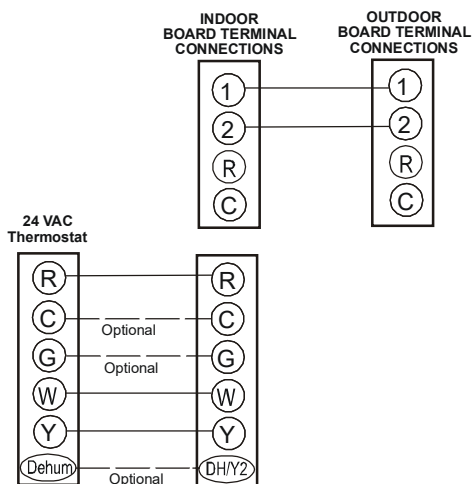 INDOOR
BOARD TERMINAL
CONNECTIONS
OUTDOOR
BOARD TERMINAL
CONNECTIONS
1 1
2 2
R R
C C
24 VAC
Thermostat
R R
C Optional C
G Optional G
W W
Y Y
Dehum Optional DH/Y2